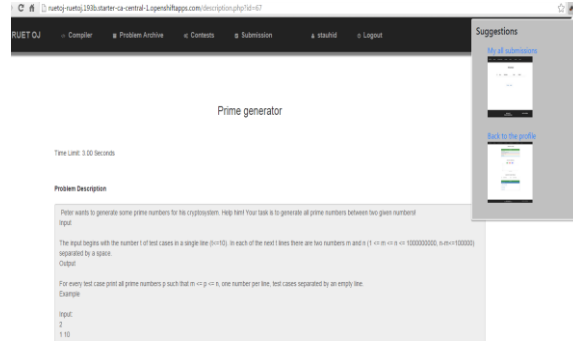 ruetoj-ruetoj.193b.starter-ca-central-1.openshiftapps.com/description.php?id=67
RUET OJ
Compiler
Problem Archive
Contests
Submission
stauhid
Logout
Suggestions
My all submissions
Back to the profile
Prime generator
Time Limit: 3.00 Seconds
Problem Description
Peter wants to generate some prime numbers for his cryptosystem. Help him! Your task is to generate all prime numbers between two given numbers!
Input
The input begins with the number t of test cases in a single line (t<=10). In each of the next t lines there are two numbers m and n (1 <= m <= n <= 1000000000, n-m<=100000)
separated by a space.
Output
For every test case print all prime numbers p such that m <= p <= n, one number per line, test cases separated by an empty line.
Example
Input:
2
1 10